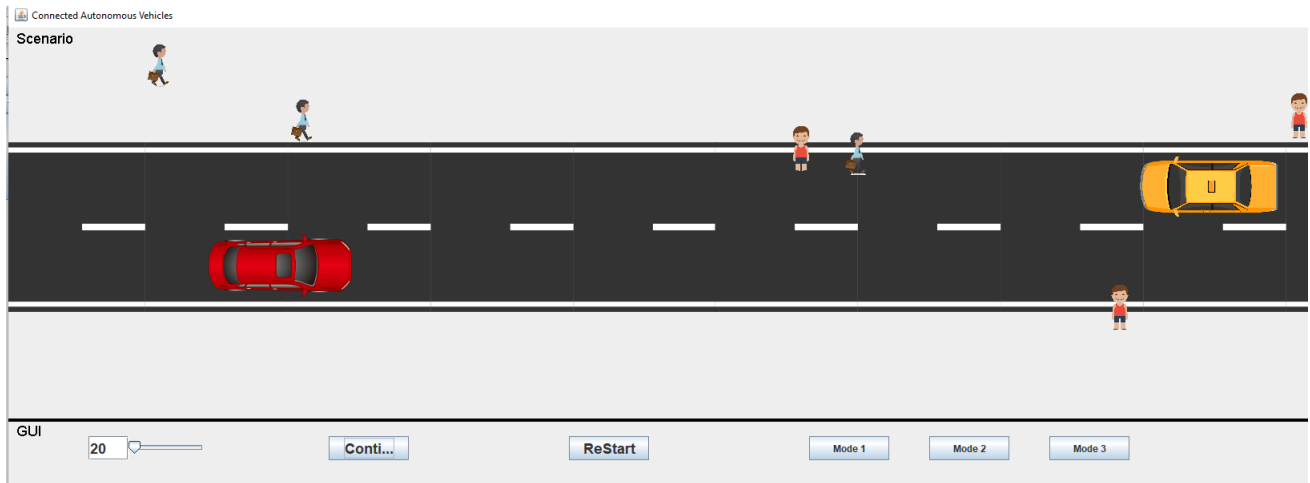 Connected Autonomous Vehicles
Scenario
GUI
20
Conti...
ReStart
Mode 1
Mode 2
Mode 3